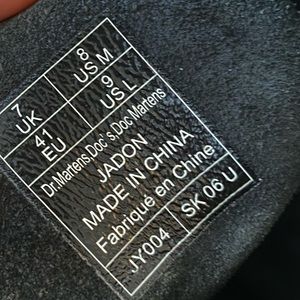 7 UK
8 US M
41 EU
9 US L
Dr.Martens,Doc's,Doc Martens
JADON
MADE IN CHINA
Fabriqué en Chine
JY004
SK 06 U